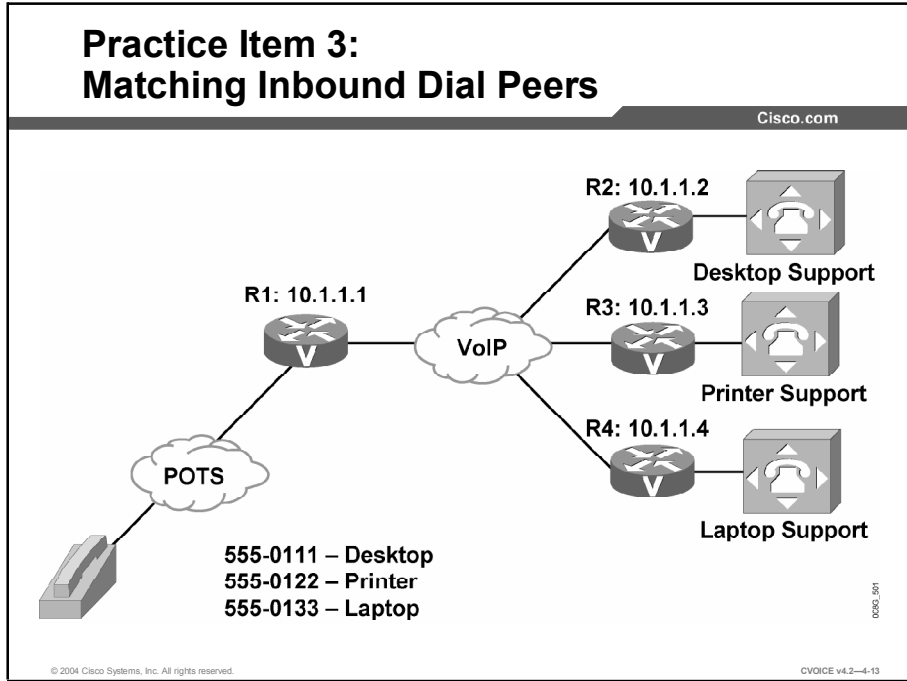 Practice Item 3:
Matching Inbound Dial Peers
Cisco.com
R2: 10.1.1.2
V
Desktop Support
R1: 10.1.1.1
V
VoIP
R3: 10.1.1.3
V
Printer Support
R4: 10.1.1.4
V
Laptop Support
POTS
555-0111 – Desktop
555-0122 – Printer
555-0133 – Laptop
0C8G_501
© 2004 Cisco Systems, Inc. All rights reserved.
CVOICE v4.2—4-13